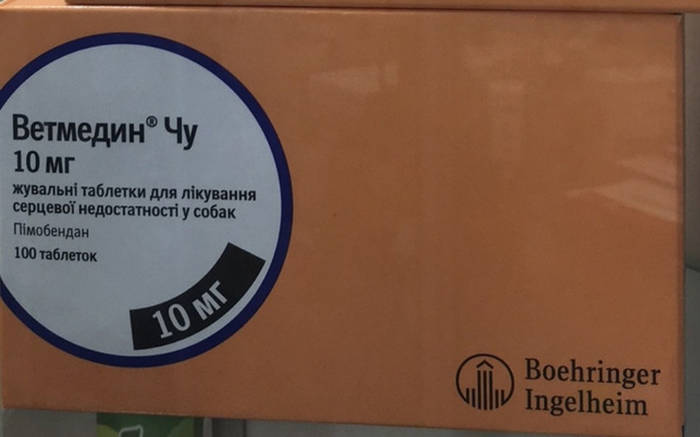 Ветмедин® Чу
10 мг
жувальні таблетки для лікування
серцевої недостатності у собак
Пімобендан
100 таблеток
10 мг
Boehringer
Ingelheim